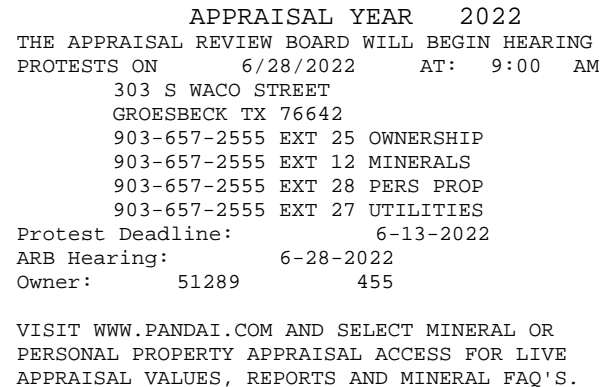 APPRAISAL YEAR 2022
THE APPRAISAL REVIEW BOARD WILL BEGIN HEARING
PROTESTS ON 6/28/2022 AT: 9:00 AM
303 S WACO STREET
GROESBECK TX 76642
903-657-2555 EXT 25 OWNERSHIP
903-657-2555 EXT 12 MINERALS
903-657-2555 EXT 28 PERS PROP
903-657-2555 EXT 27 UTILITIES
Protest Deadline: 6-13-2022
ARB Hearing: 6-28-2022
Owner: 51289 455
VISIT WWW.PANDAI.COM AND SELECT MINERAL OR
PERSONAL PROPERTY APPRAISAL ACCESS FOR LIVE
APPRAISAL VALUES, REPORTS AND MINERAL FAQ'S.